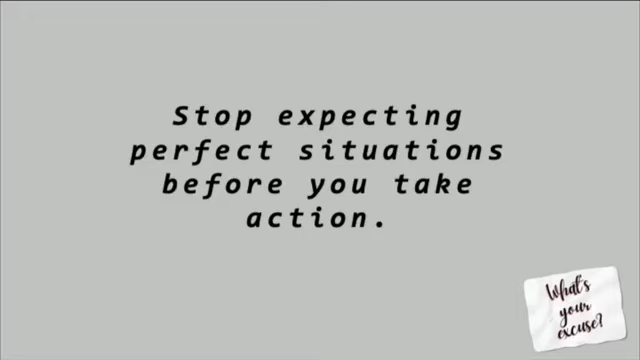 Stop expecting
perfect situations
before you take
action.
What's
your
excuse?